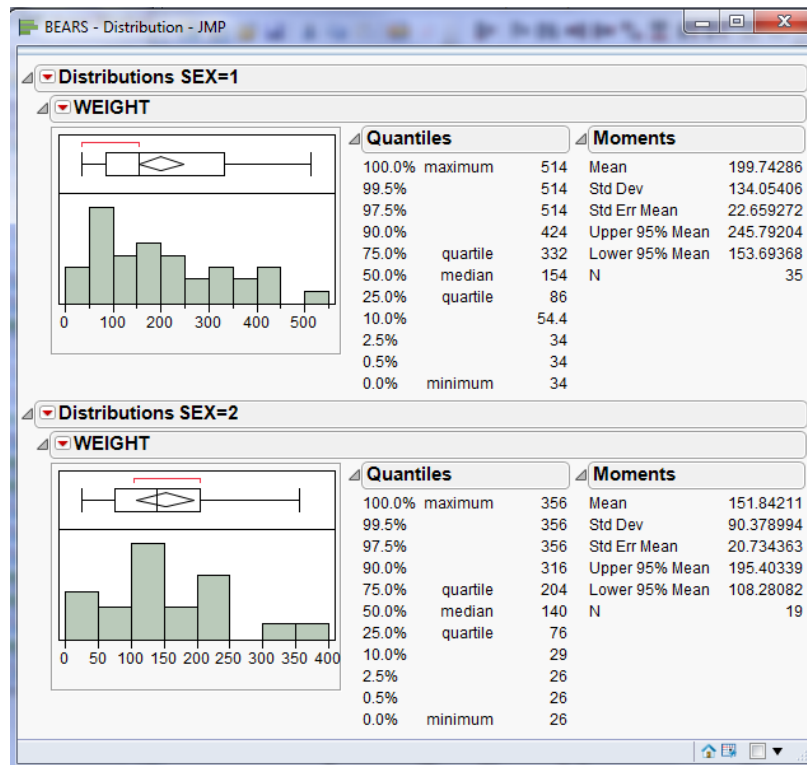 BEARS - Distribution - JMP
Distributions SEX=1
WEIGHT
0 100 200 300 400 500
Quantiles
100.0% maximum 514
99.5% 514
97.5% 514
90.0% 424
75.0% quartile 332
50.0% median 154
25.0% quartile 86
10.0% 54.4
2.5% 34
0.5% 34
0.0% minimum 34
Moments
Mean 199.74286
Std Dev 134.05406
Std Err Mean 22.659272
Upper 95% Mean 245.79204
Lower 95% Mean 153.69368
N 35
Distributions SEX=2
WEIGHT
0 50 100 150 200 250 300 350 400
Quantiles
100.0% maximum 356
99.5% 356
97.5% 356
90.0% 316
75.0% quartile 204
50.0% median 140
25.0% quartile 76
10.0% 29
2.5% 26
0.5% 26
0.0% minimum 26
Moments
Mean 151.84211
Std Dev 90.378994
Std Err Mean 20.734363
Upper 95% Mean 195.40339
Lower 95% Mean 108.28082
N 19